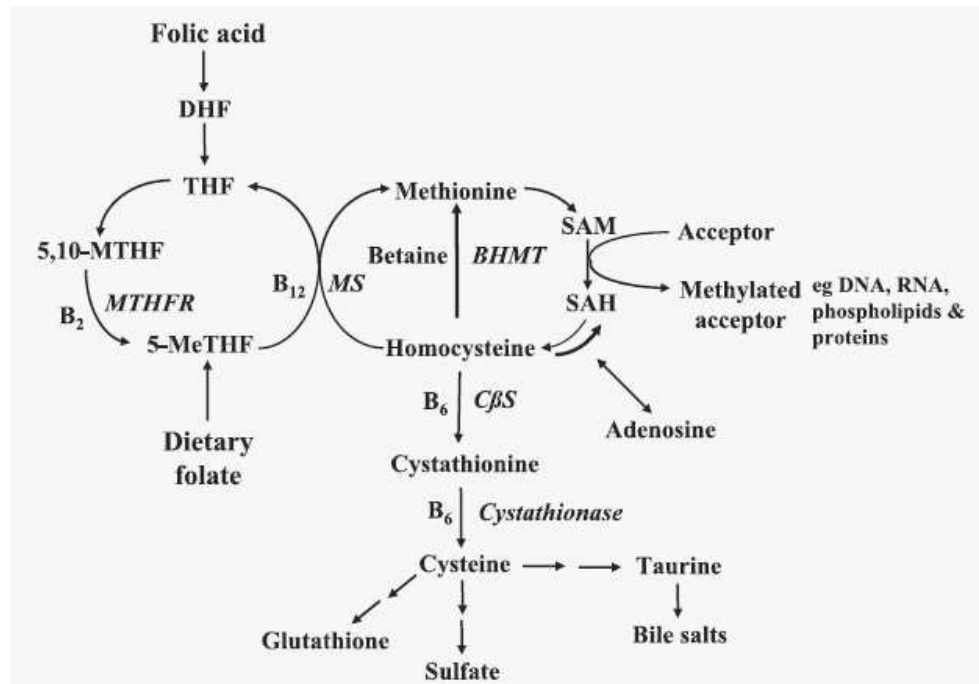 Folic acid
DHF
THF
5,10-MTHF
B2
MTHFR
5-MeTHF
Dietary
folate
B12
MS
Methionine
Betaine
BHMT
Homocysteine
SAM
SAH
Acceptor
Methylated
acceptor
eg DNA, RNA,
phospholipids &
proteins
Adenosine
B6
CβS
Cystathionine
B6
Cystathionase
Cysteine
Taurine
Bile salts
Glutathione
Sulfate